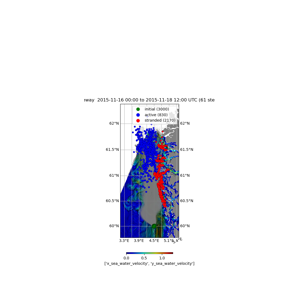 rway 2015-11-16 00:00 to 2015-11-18 12:00 UTC (61 ste
initial (3000)
active (830)
stranded (2170)
62°N
62°N
61.5°N
61.5°N
61°N
61°N
60.5°N
60.5°N
60°N
60°N
3.3°E 3.9°E 4.5°E 5.1°E
0.0 0.5 1.0
['x_sea_water_velocity', 'y_sea_water_velocity']